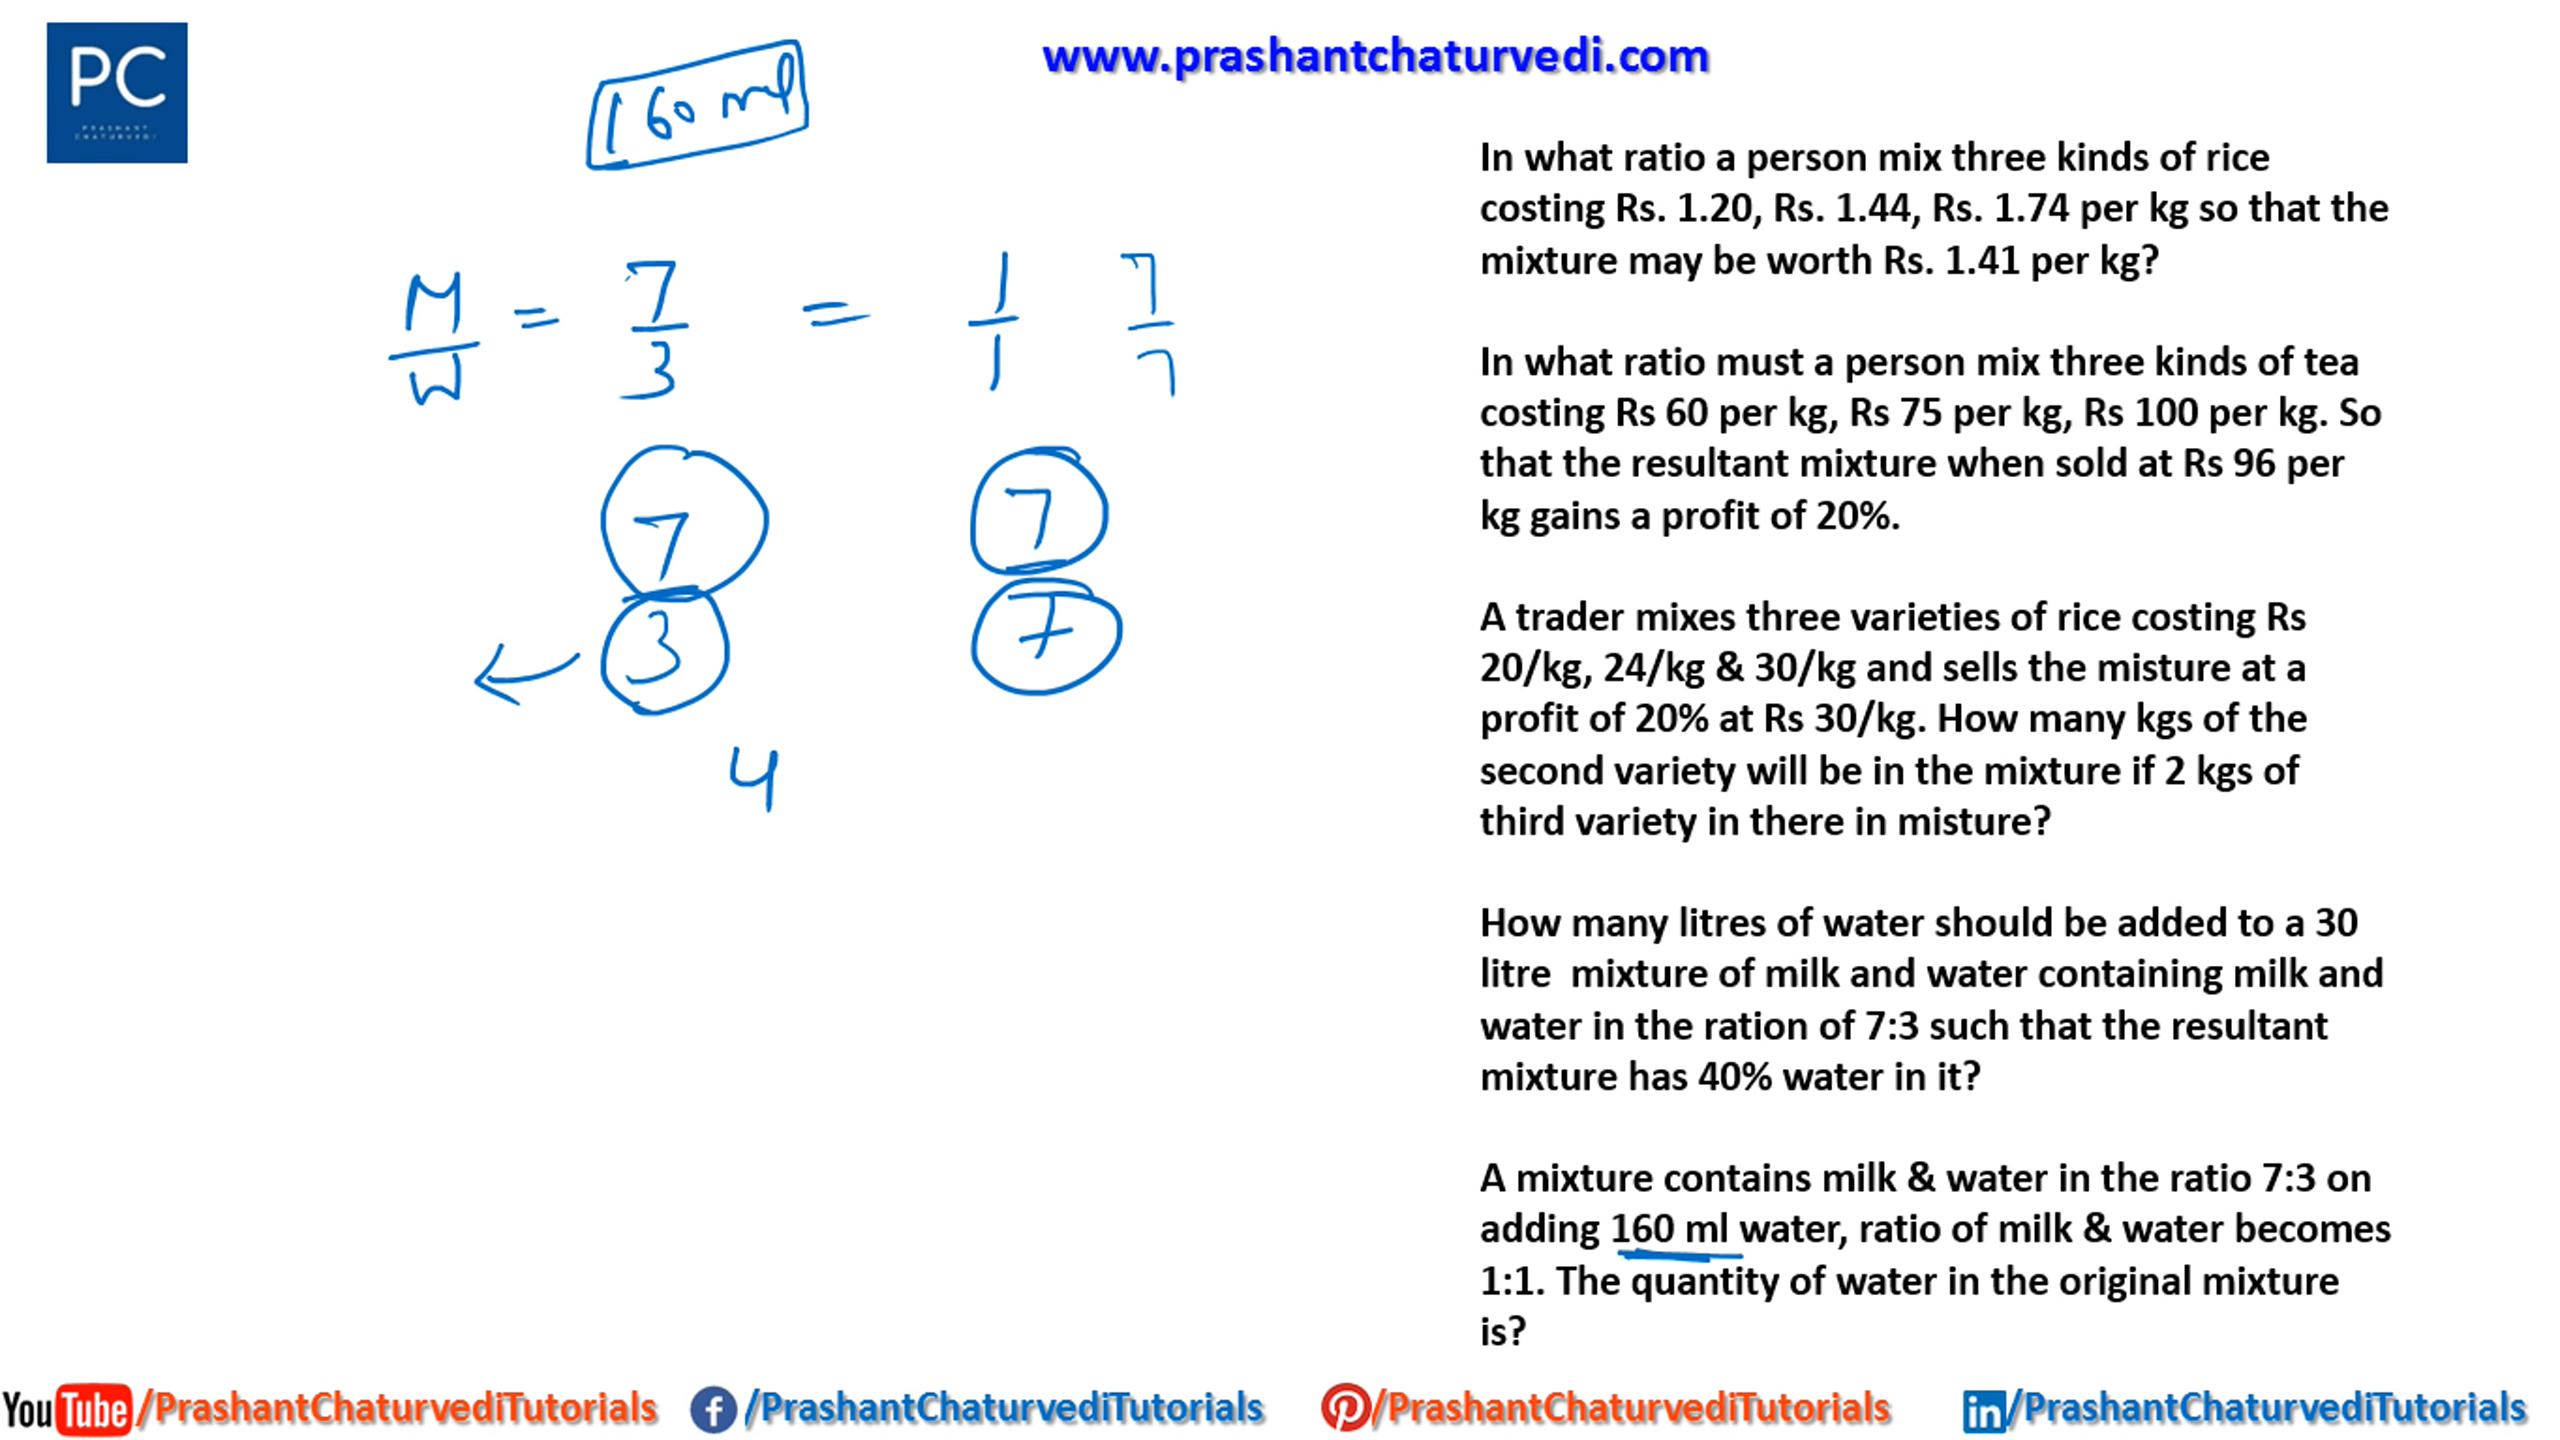 PC
PRASHANT
CHATURVEDI
www.prashantchaturvedi.com
160 ml
M/W = 7/3 = 1/1 7/7
7 7
3 7
4
In what ratio a person mix three kinds of rice
costing Rs. 1.20, Rs. 1.44, Rs. 1.74 per kg so that the
mixture may be worth Rs. 1.41 per kg?
In what ratio must a person mix three kinds of tea
costing Rs 60 per kg, Rs 75 per kg, Rs 100 per kg. So
that the resultant mixture when sold at Rs 96 per
kg gains a profit of 20%.
A trader mixes three varieties of rice costing Rs
20/kg, 24/kg & 30/kg and sells the misture at a
profit of 20% at Rs 30/kg. How many kgs of the
second variety will be in the mixture if 2 kgs of
third variety in there in misture?
How many litres of water should be added to a 30
litre mixture of milk and water containing milk and
water in the ration of 7:3 such that the resultant
mixture has 40% water in it?
A mixture contains milk & water in the ratio 7:3 on
adding 160 ml water, ratio of milk & water becomes
1:1. The quantity of water in the original mixture
is?
YouTube/PrashantChaturvediTutorials f/PrashantChaturvediTutorials /PrashantChaturvediTutorials in/PrashantChaturvediTutorials